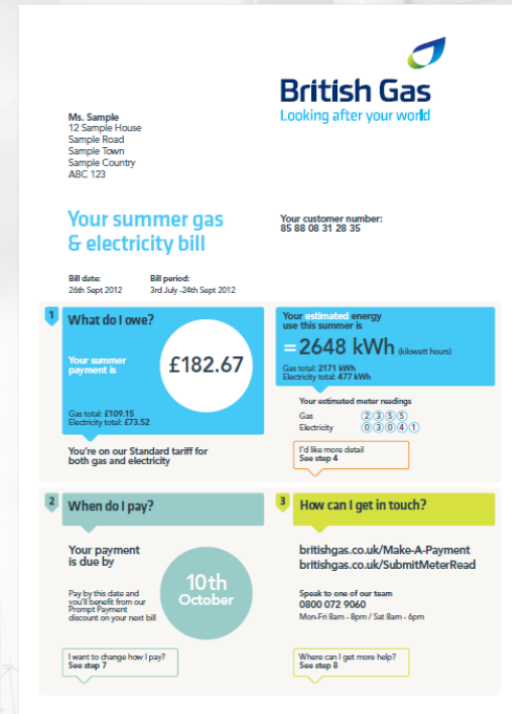 British Gas
Looking after your world
Ms. Sample
12 Sample House
Sample Road
Sample Town
Sample Country
ABC 123
Your summer gas
& electricity bill
Your customer number:
85 88 08 31 28 35
Bill date:
26th Sept 2012
Bill period:
3rd July -24th Sept 2012
1
What do I owe?
Your summer
payment is
£182.67
Gas total: £109.15
Electricity total: £73.52
You're on our Standard tariff for
both gas and electricity
Your estimated energy
use this summer is
= 2648 kWh (kilowatt hours)
Gas total: 2171 kWh
Electricity total: 477 kWh
Your estimated meter readings
Gas 2 3 5 5
Electricity 0 3 0 4 1
I'd like more detail
See step 4
2
When do I pay?
Your payment
is due by
10th
October
Pay by this date and
you'll benefit from our
Prompt Payment
discount on your next bill
I want to change how I pay?
See step 7
3
How can I get in touch?
britishgas.co.uk/Make-A-Payment
britishgas.co.uk/SubmitMeterRead
Speak to one of our team
0800 072 9060
Mon-Fri 8am - 8pm / Sat 8am - 6pm
Where can I get more help?
See step 8